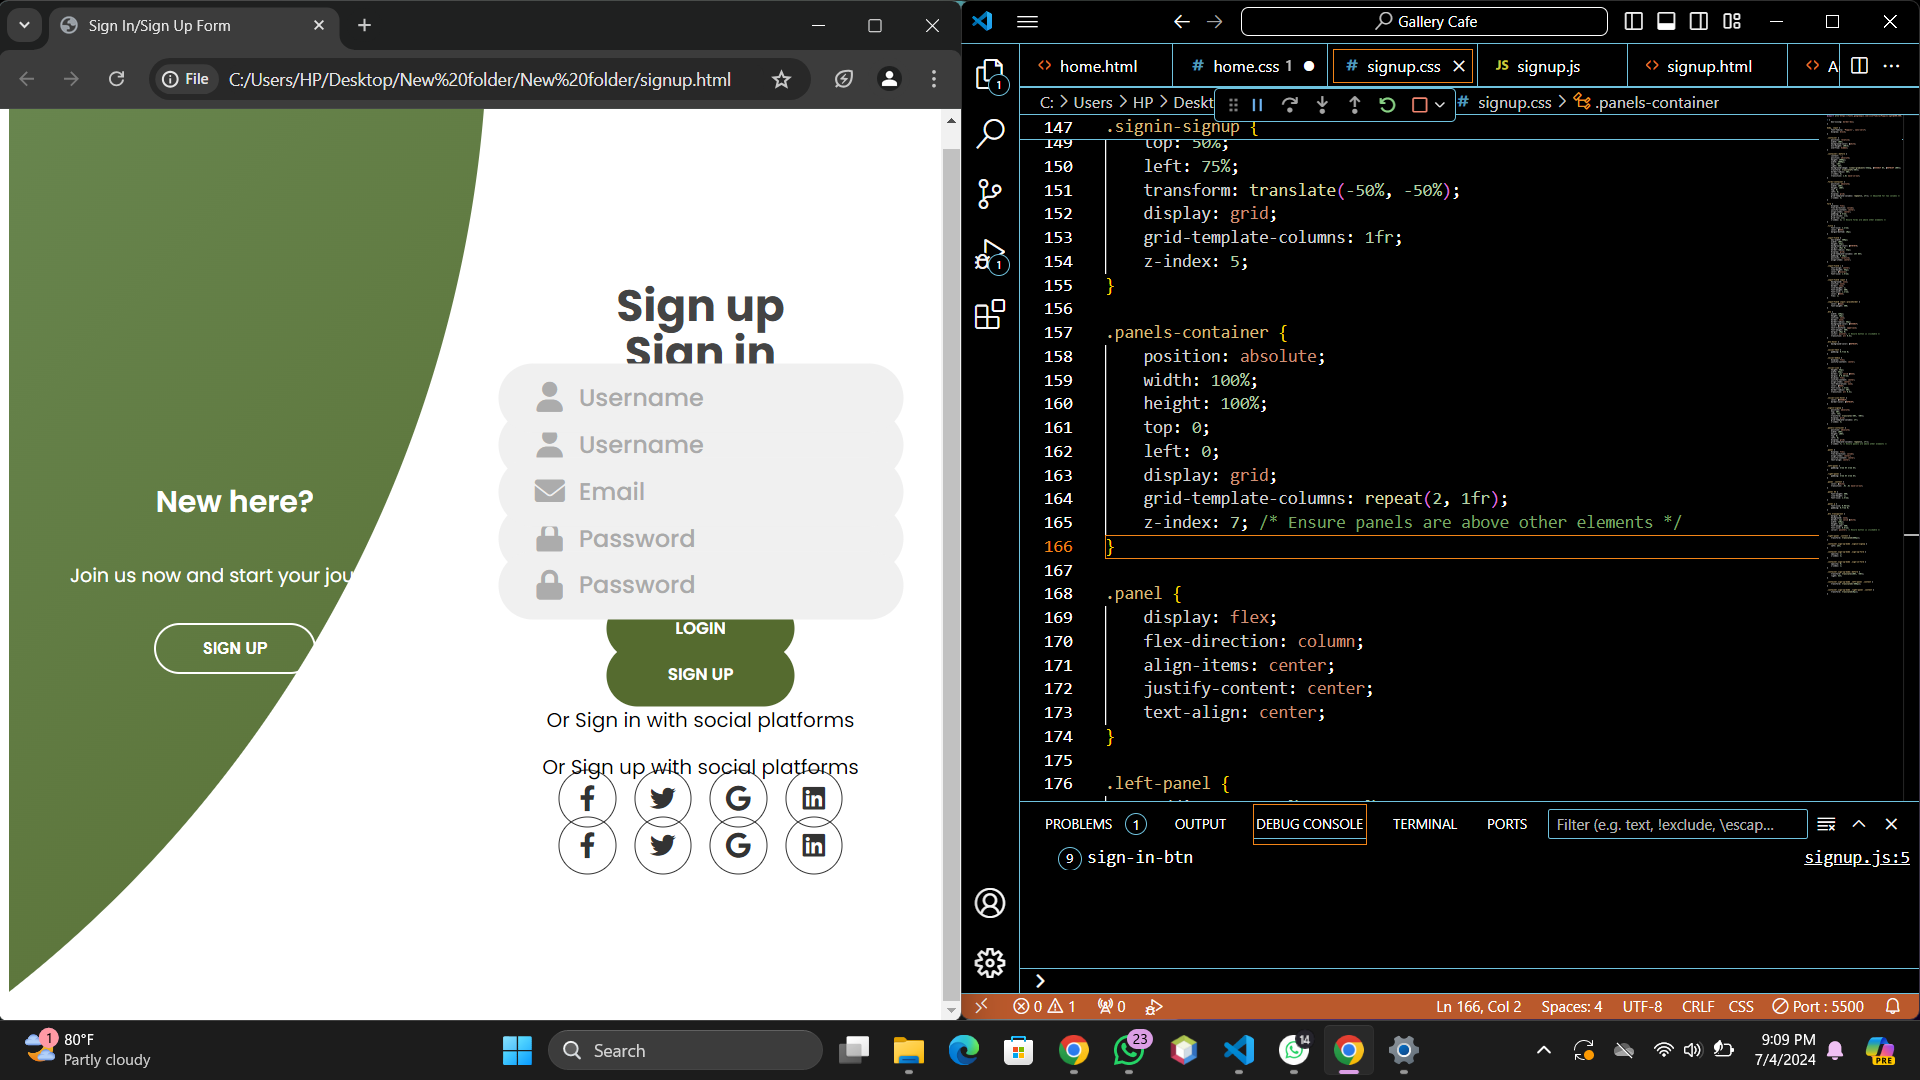 Sign In/Sign Up Form
File
C:/Users/HP/Desktop/New%20folder/New%20folder/signup.html
New here?
Join us now and start your jou
SIGN UP
Sign up
Sign in
Username
Username
Email
Password
Password
LOGIN
SIGN UP
Or Sign in with social platforms
Or Sign up with social platforms
Gallery Cafe
home.html
# home.css 1
# signup.css
JS signup.js
signup.html
A
C: > Users > HP > Deskt
# signup.css > .panels-container
147 .signin-signup {
149 top: 50%;
150 left: 75%;
151 transform: translate(-50%, -50%);
152 display: grid;
153 grid-template-columns: 1fr;
154 z-index: 5;
155 }
156
157 .panels-container {
158 position: absolute;
159 width: 100%;
160 height: 100%;
161 top: 0;
162 left: 0;
163 display: grid;
164 grid-template-columns: repeat(2, 1fr);
165 z-index: 7; /* Ensure panels are above other elements */
166 }
167
168 .panel {
169 display: flex;
170 flex-direction: column;
171 align-items: center;
172 justify-content: center;
173 text-align: center;
174 }
175
176 .left-panel {
1
1
PROBLEMS 1 OUTPUT DEBUG CONSOLE TERMINAL PORTS Filter (e.g. text, !exclude, \escap...
9 sign-in-btn signup.js:5
>
0 1 0 Ln 166, Col 2 Spaces: 4 UTF-8 CRLF CSS Port : 5500
1
80°F
Partly cloudy
Search
23
14
PRE
9:09 PM
7/4/2024